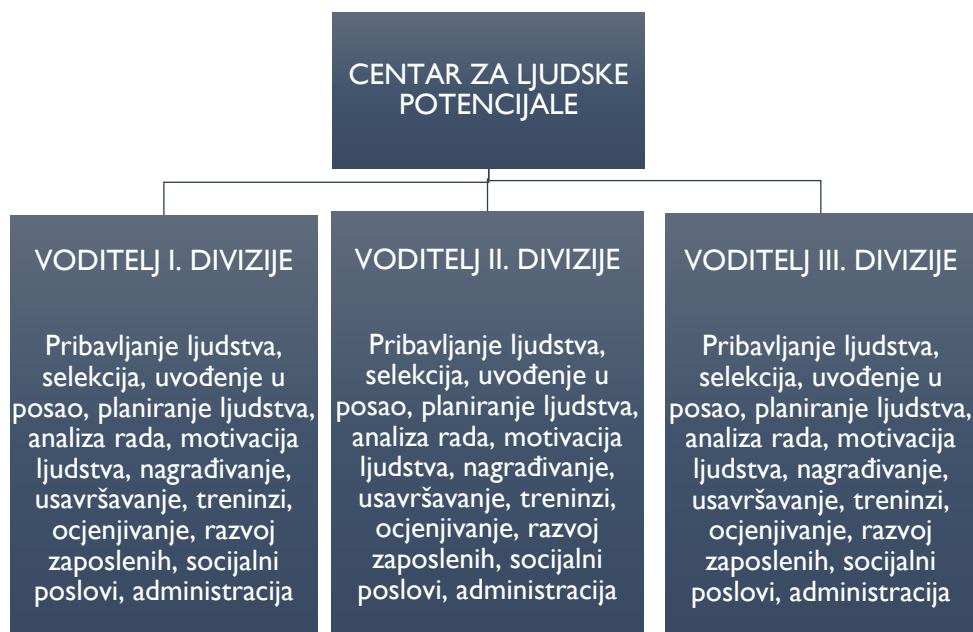 CENTAR ZA LJUDSKE
POTENCIJALE
VODITELJ I. DIVIZIJE
Pribavljanje ljudstva,
selekcija, uvođenje u
posao, planiranje ljudstva,
analiza rada, motivacija
ljudstva, nagrađivanje,
usavršavanje, treninzi,
ocjenjivanje, razvoj
zaposlenih, socijalni
poslovi, administracija
VODITELJ II. DIVIZIJE
Pribavljanje ljudstva,
selekcija, uvođenje u
posao, planiranje ljudstva,
analiza rada, motivacija
ljudstva, nagrađivanje,
usavršavanje, treninzi,
ocjenjivanje, razvoj
zaposlenih, socijalni
poslovi, administracija
VODITELJ III. DIVIZIJE
Pribavljanje ljudstva,
selekcija, uvođenje u
posao, planiranje ljudstva,
analiza rada, motivacija
ljudstva, nagrađivanje,
usavršavanje, treninzi,
ocjenjivanje, razvoj
zaposlenih, socijalni
poslovi, administracija